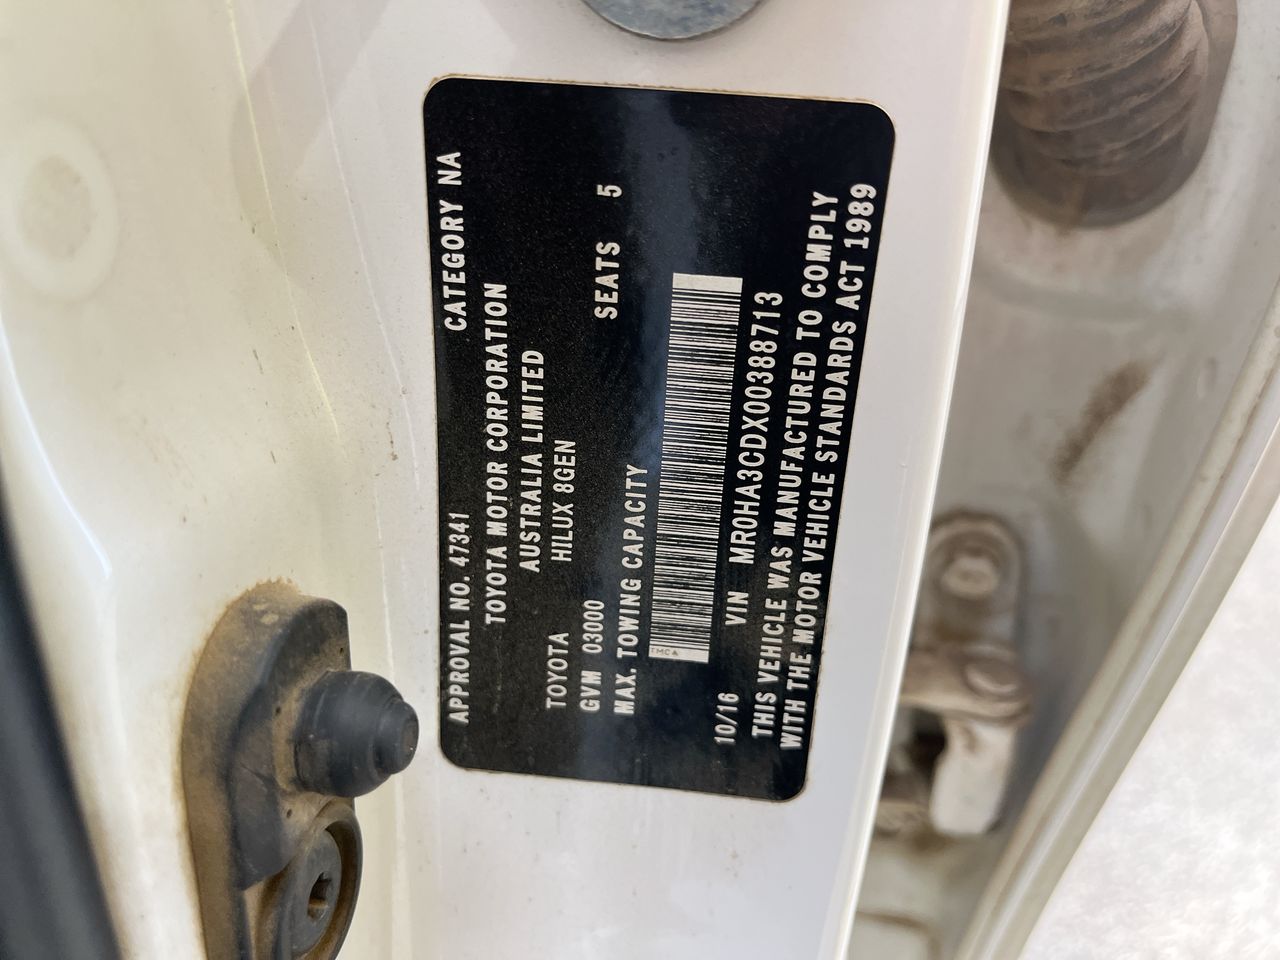 APPROVAL NO. 47341 CATEGORY NA
TOYOTA MOTOR CORPORATION
AUSTRALIA LIMITED
TOYOTA HILUX 8GEN
GVM 03000 SEATS 5
MAX. TOWING CAPACITY
TMCA
10/16 VIN MR0HA3CDX00388713
THIS VEHICLE WAS MANUFACTURED TO COMPLY
WITH THE MOTOR VEHICLE STANDARDS ACT 1989